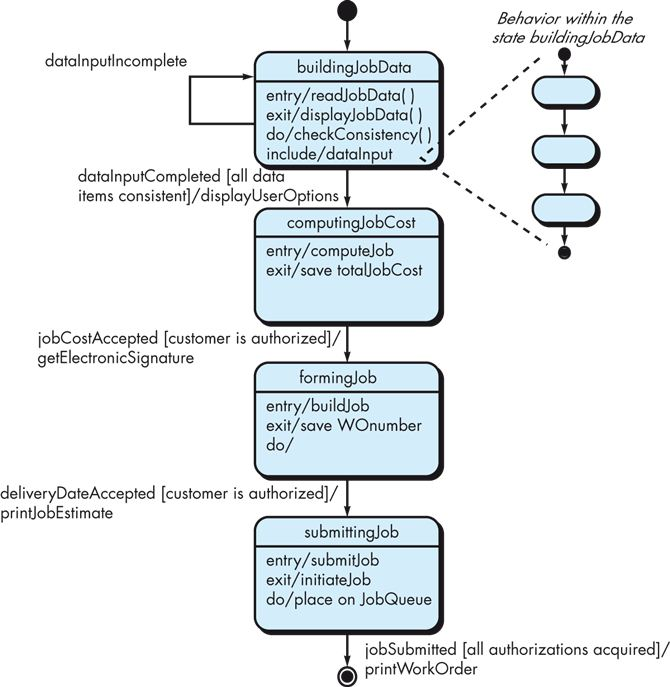 Behavior within the
state buildingJobData
dataInputIncomplete
buildingJobData
entry/readJobData( )
exit/displayJobData( )
do/checkConsistency( )
include/dataInput
dataInputCompleted [all data
items consistent]/displayUserOptions
computingJobCost
entry/computeJob
exit/save totalJobCost
jobCostAccepted [customer is authorized]/
getElectronicSignature
formingJob
entry/buildJob
exit/save WOnumber
do/
deliveryDateAccepted [customer is authorized]/
printJobEstimate
submittingJob
entry/submitJob
exit/initiateJob
do/place on JobQueue
jobSubmitted [all authorizations acquired]/
printWorkOrder